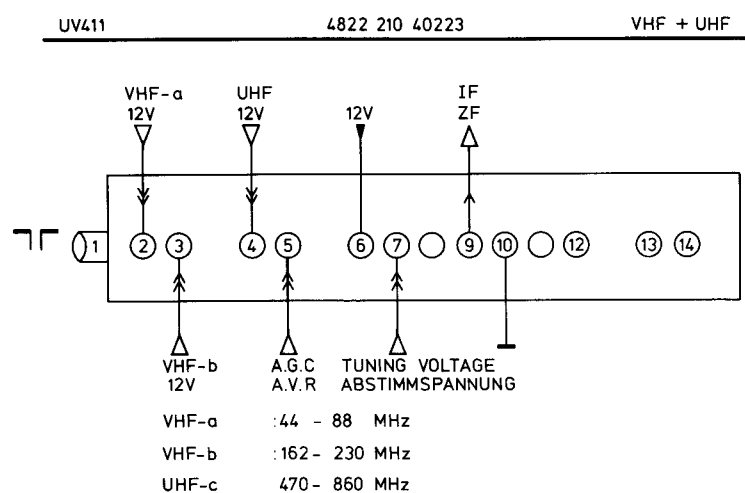 UV411 4822 210 40223 VHF + UHF
VHF-a UHF IF
12V 12V 12V ZF
1 2 3 4 5 6 7 9 10 12 13 14
VHF-b A.G.C TUNING VOLTAGE
12V A.V.R ABSTIMMSPANNUNG
VHF-a :44 - 88 MHz
VHF-b :162 - 230 MHz
UHF-c 470 - 860 MHz